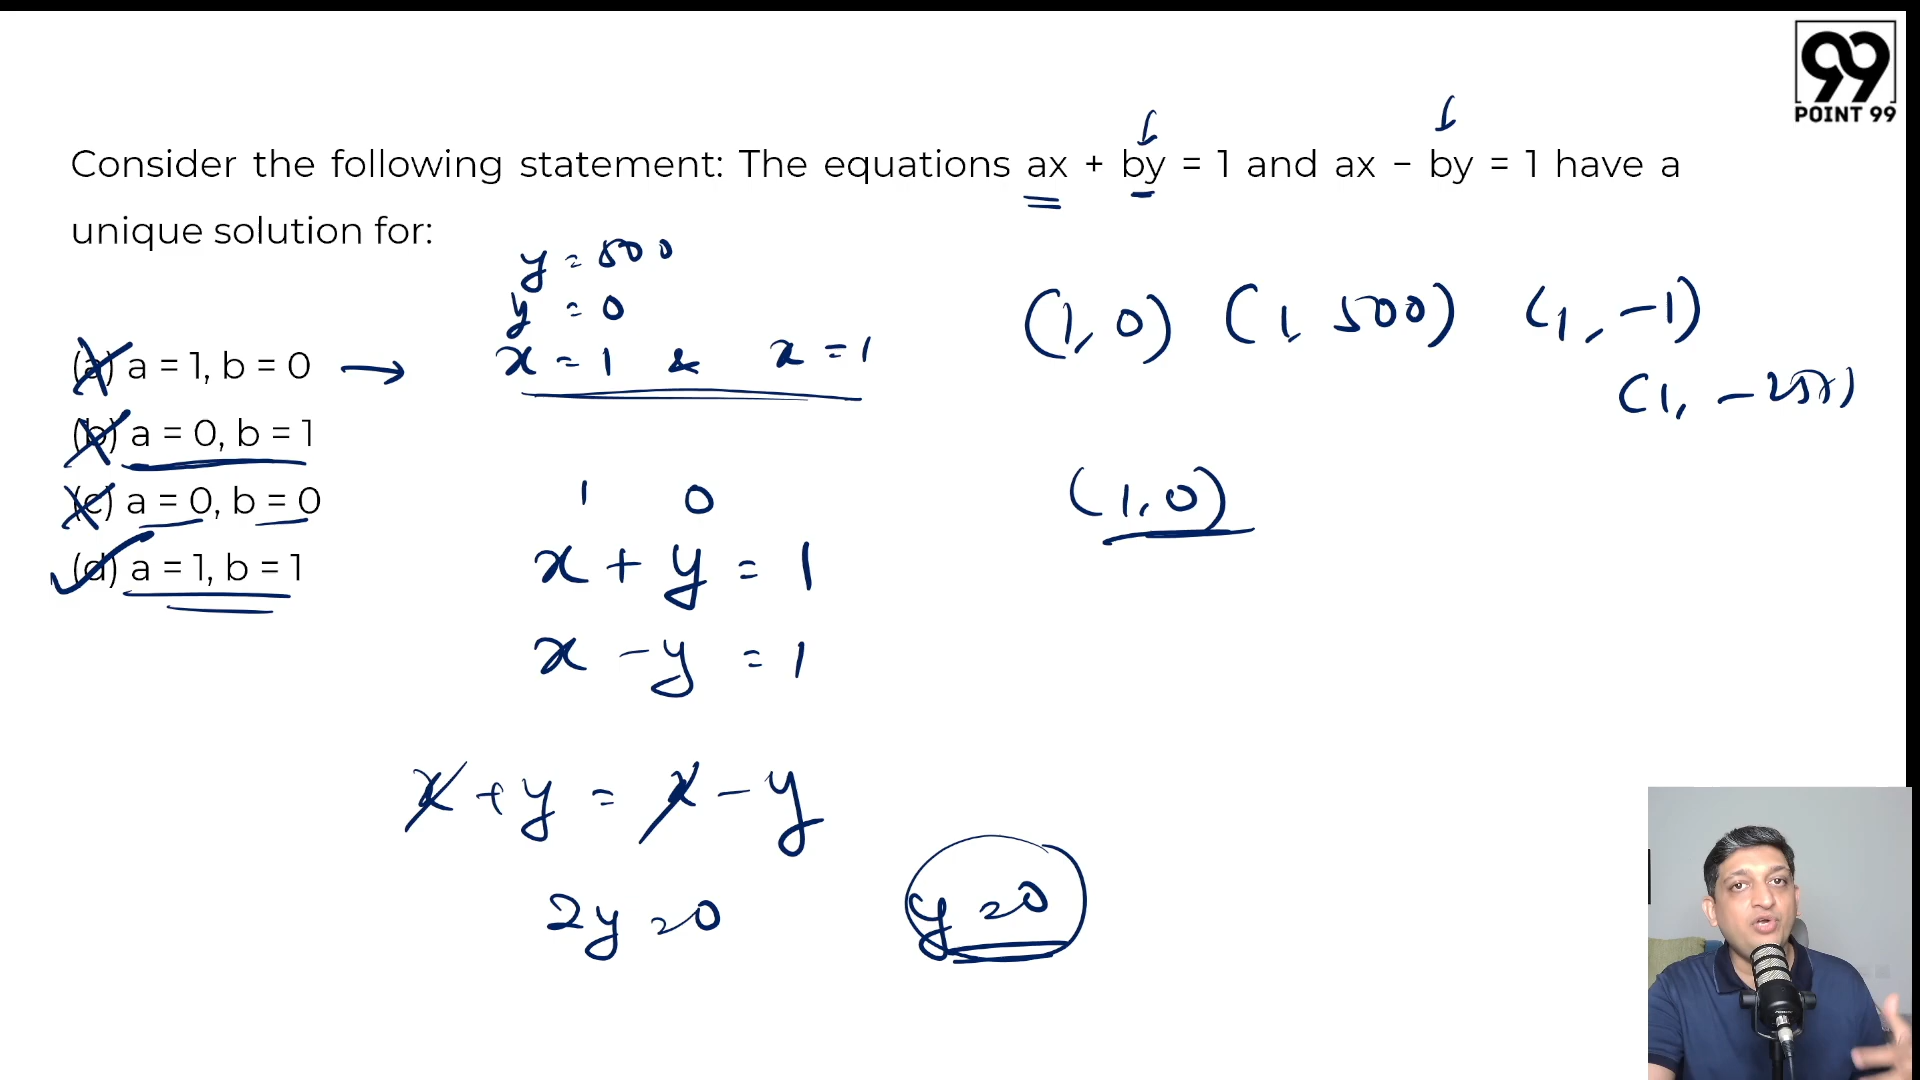 99
POINT 99
Consider the following statement: The equations ax + by = 1 and ax − by = 1 have a
unique solution for:
y = 500
y = 0
x = 1 & x = 1
(1, 0) (1, 500) (1, -1)
(1,
(a) a = 1, b = 0 →
(b) a = 0, b = 1
(c) a = 0, b = 0
(d) a = 1, b = 1
1 0
x + y = 1
x - y = 1
(1, 0)
x + y = x - y
2y = 0
y = 0